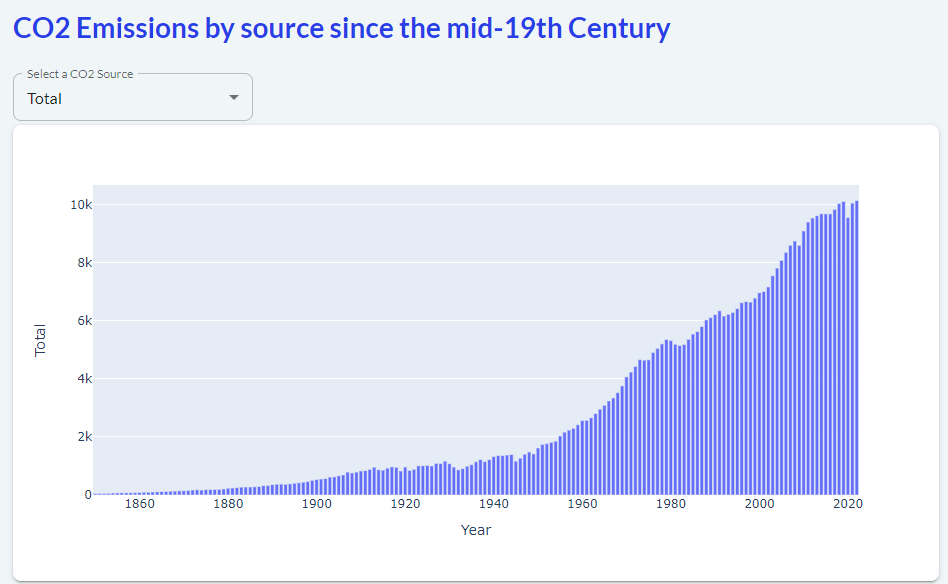 CO2 Emissions by source since the mid-19th Century
Select a CO2 Source
Total
10k
8k
6k
4k
2k
0
Total
1860 1880 1900 1920 1940 1960 1980 2000 2020
Year